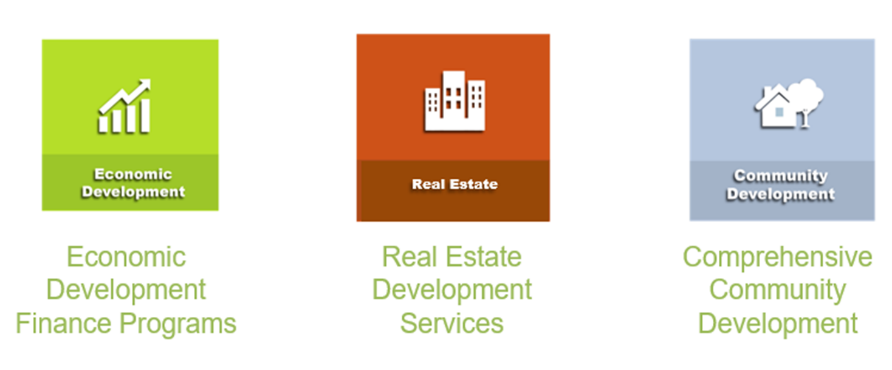 Economic
Development
Real Estate
Community
Development
Economic
Development
Finance Programs
Real Estate
Development
Services
Comprehensive
Community
Development